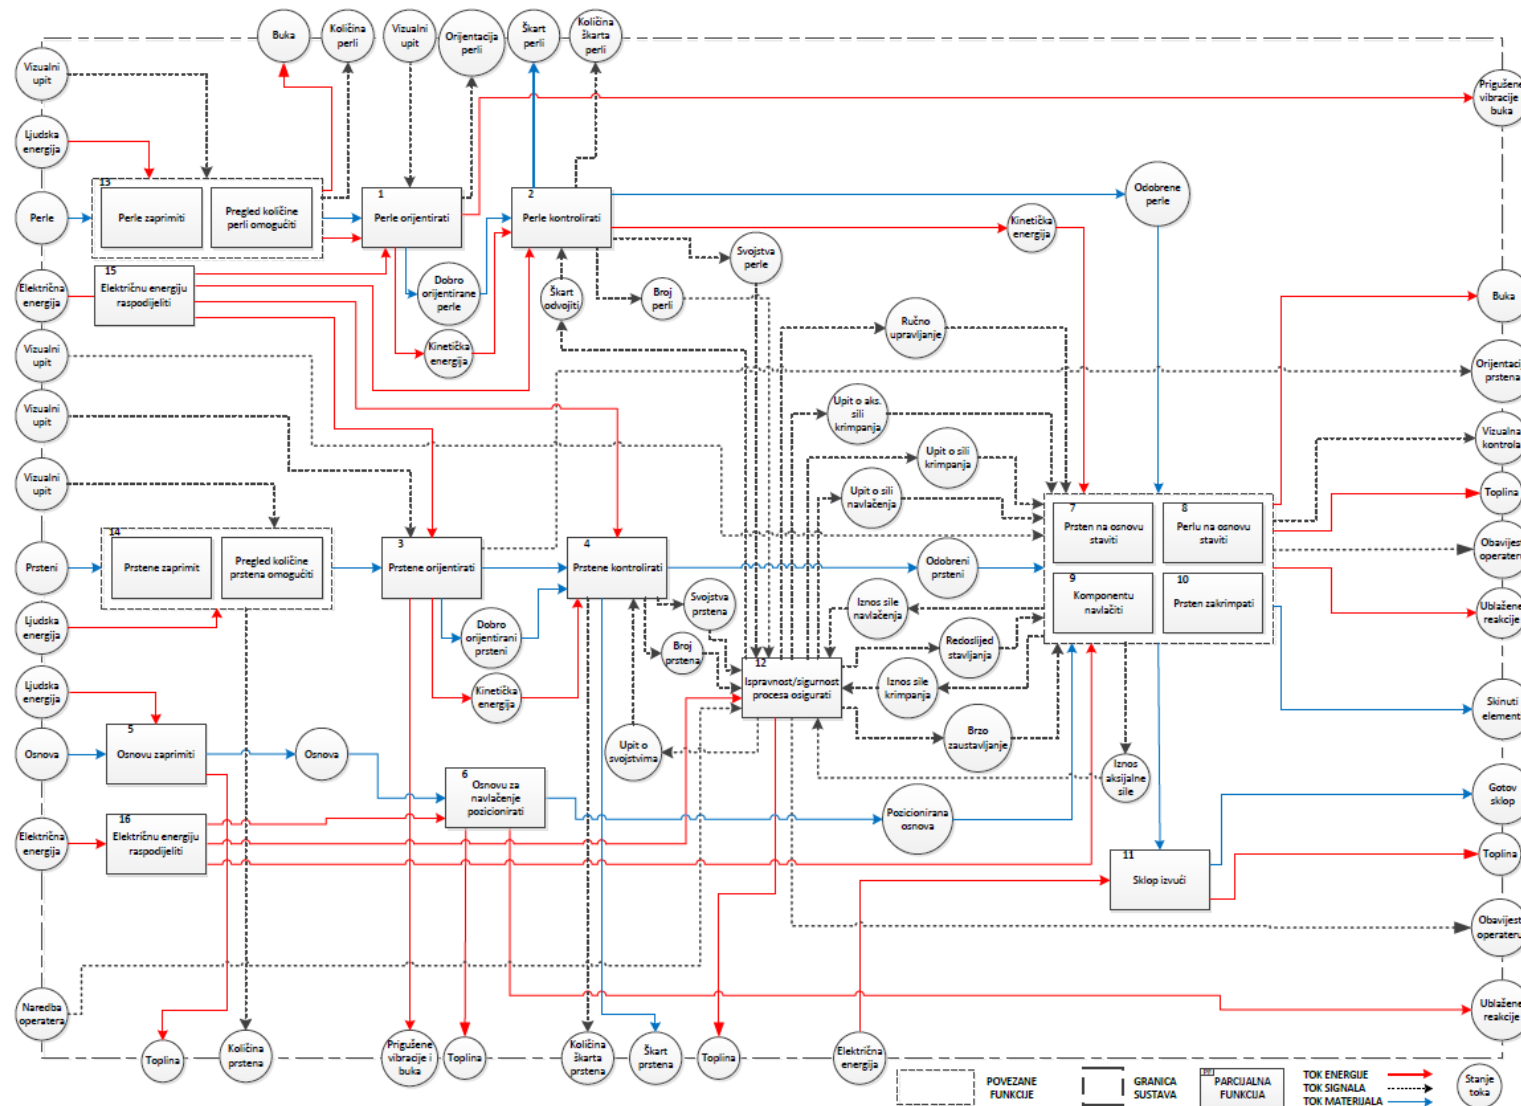 Buka
Količina
perli
Vizualni
upit
Orijentacija
perli
Škart
perli
Količina
škarta
perli
Vizualni
upit
Prigušene
vibracije
buka
Ljudska
energija
13
Perle zaprimiti
Pregled količine
perli omogućiti
1
Perle orijentirati
2
Perle kontrolirati
Odobrene
perle
Perle
Kinetička
energija
Svojstva
perle
Električna
energija
15
Električnu energiju
raspodijeliti
Dobro
orijentirane
perle
Škart
odvojiti
Broj
perli
Buka
Ručno
upravljanje
Vizualni
upit
Kinetička
energija
Orijentacij
prstena
Vizualni
upit
Upit o aks.
sili
krimpanja
Vizualna
kontrola
Upit o sili
krimpanja
Vizualni
upit
Upit o sili
navlačenja
Toplina
14
Prstene zaprimit
Pregled količine
prstena omogućiti
3
Prstene orijentirati
4
Prstene kontrolirati
7
Prsten na osnovu
staviti
8
Perlu na osnovu
staviti
Obavijest
operateru
Prsteni
Odobreni
prsteni
9
Komponentu
navlačiti
10
Prsten zakrimpati
Svojstva
prstena
Iznos sile
navlačenja
Ublažene
reakcije
Ljudska
energija
Dobro
orijentirani
prsteni
Broj
prstena
Redoslijed
stavljanja
12
Ispravnost/sigurnost
procesa osigurati
Iznos sile
krimpanja
Ljudska
energija
Kinetička
energija
Skinuti
element
5
Osnovu zaprimiti
Osnova
Osnova
Upit o
svojstvima
Brzo
zaustavljanje
Iznos
aksijalne
sile
6
Osnovu za
navlačenje
pozicionirati
Gotov
sklop
Pozicionirana
osnova
Električna
energija
16
Električnu energiju
raspodijeliti
11
Sklop izvući
Toplina
Obavijest
operateru
Naredba
operatera
Ublažene
reakcije
Toplina
Količina
prstena
Prigušene
vibracije i
buka
Toplina
Količina
škarta
prstena
Škart
prstena
Toplina
Električna
energija
POVEZANE
FUNKCIJE
GRANICA
SUSTAVA
PARCIJALNA
FUNKCIJA
TOK ENERGIJE
TOK SIGNALA
TOK MATERIJALA
Stanje
toka